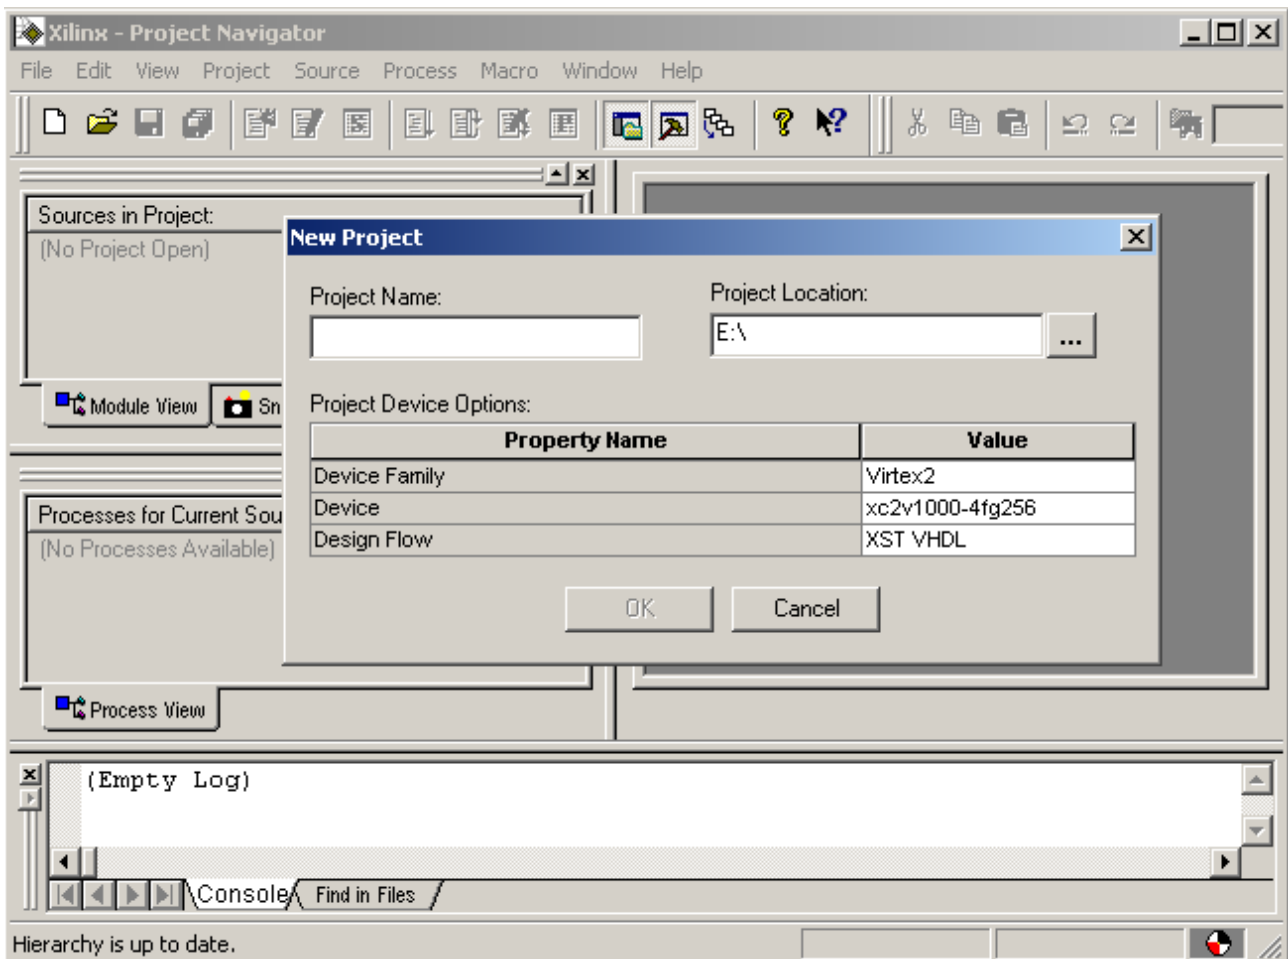 Xilinx - Project Navigator
File Edit View Project Source Process Macro Window Help
Sources in Project:
(No Project Open)
Module View Sn
New Project
Project Name: Project Location:
E:\ ...
Project Device Options:
Property Name Value
Device Family Virtex2
Device xc2v1000-4fg256
Design Flow XST VHDL
OK Cancel
Processes for Current Sou
(No Processes Available)
Process View
(Empty Log)
Console Find in Files
Hierarchy is up to date.